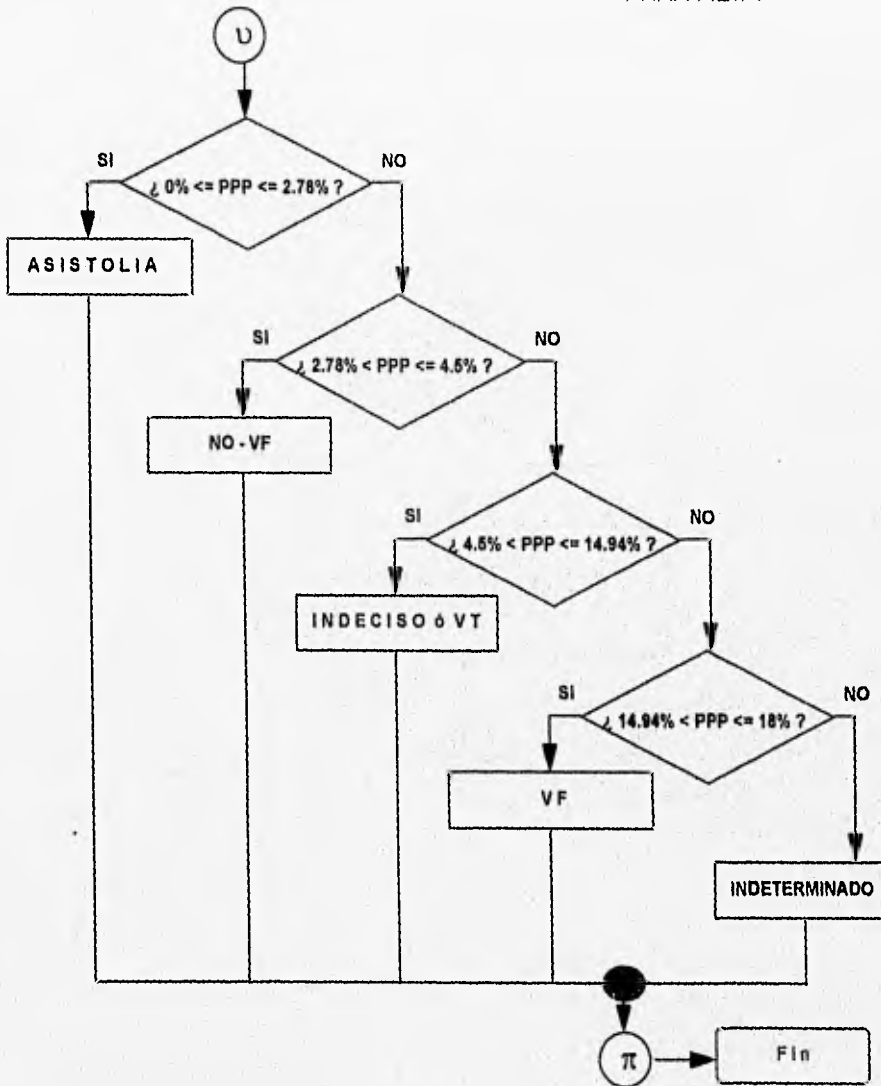 υ
SI
NO
¿ 0% <= PPP <= 2.78% ?
ASISTOLIA
SI
NO
¿ 2.78% < PPP <= 4.5% ?
NO - VF
SI
NO
¿ 4.5% < PPP <= 14.94% ?
INDECISO ó VT
SI
NO
¿ 14.94% < PPP <= 18% ?
VF
INDETERMINADO
π
Fin